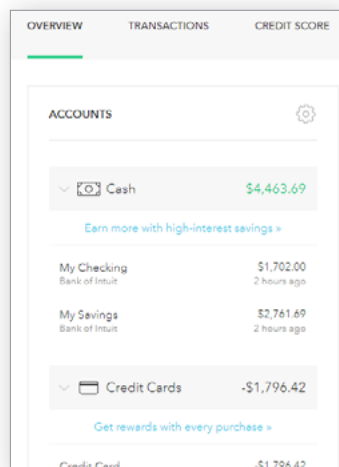 OVERVIEW TRANSACTIONS CREDIT SCORE
ACCOUNTS
Cash $4,463.69
Earn more with high-interest savings »
My Checking $1,702.00
Bank of Intuit 2 hours ago
My Savings $2,761.69
Bank of Intuit 2 hours ago
Credit Cards -$1,796.42
Get rewards with every purchase »
Credit Card -$1,796.42